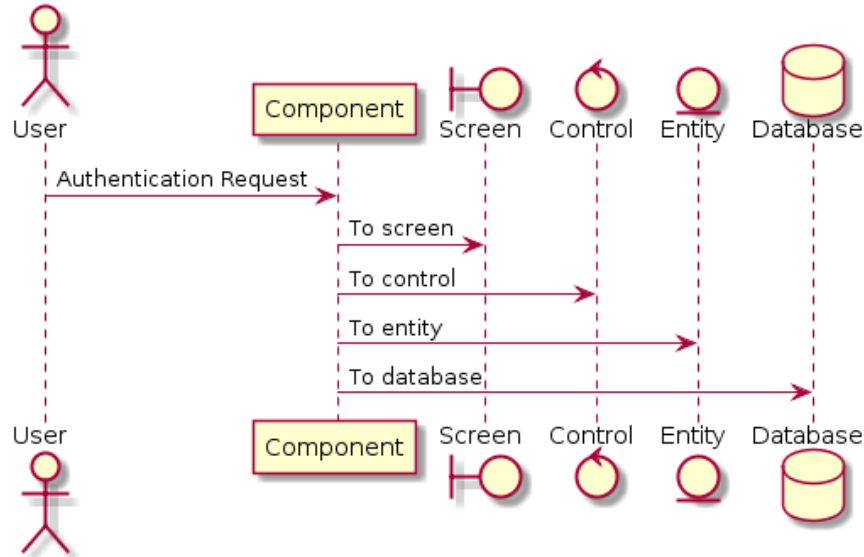 User
Component
Screen
Control
Entity
Database
Authentication Request
To screen
To control
To entity
To database
User
Component
Screen
Control
Entity
Database